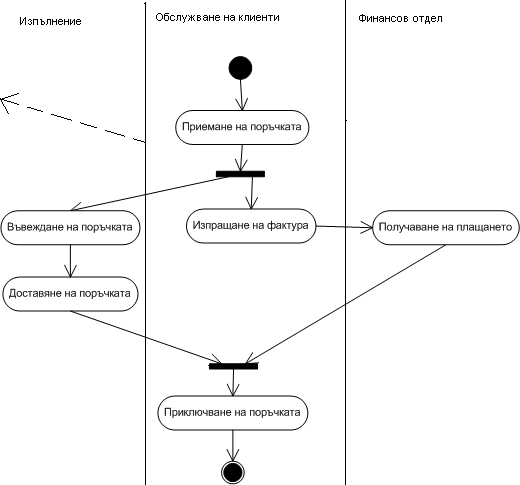 Изпълнение
Обслужване на клиенти
Финансов отдел
Приемане на поръчката
Въвеждане на поръчката
Изпращане на фактура
Получаване на плащането
Доставяне на поръчката
Приключване на поръчката